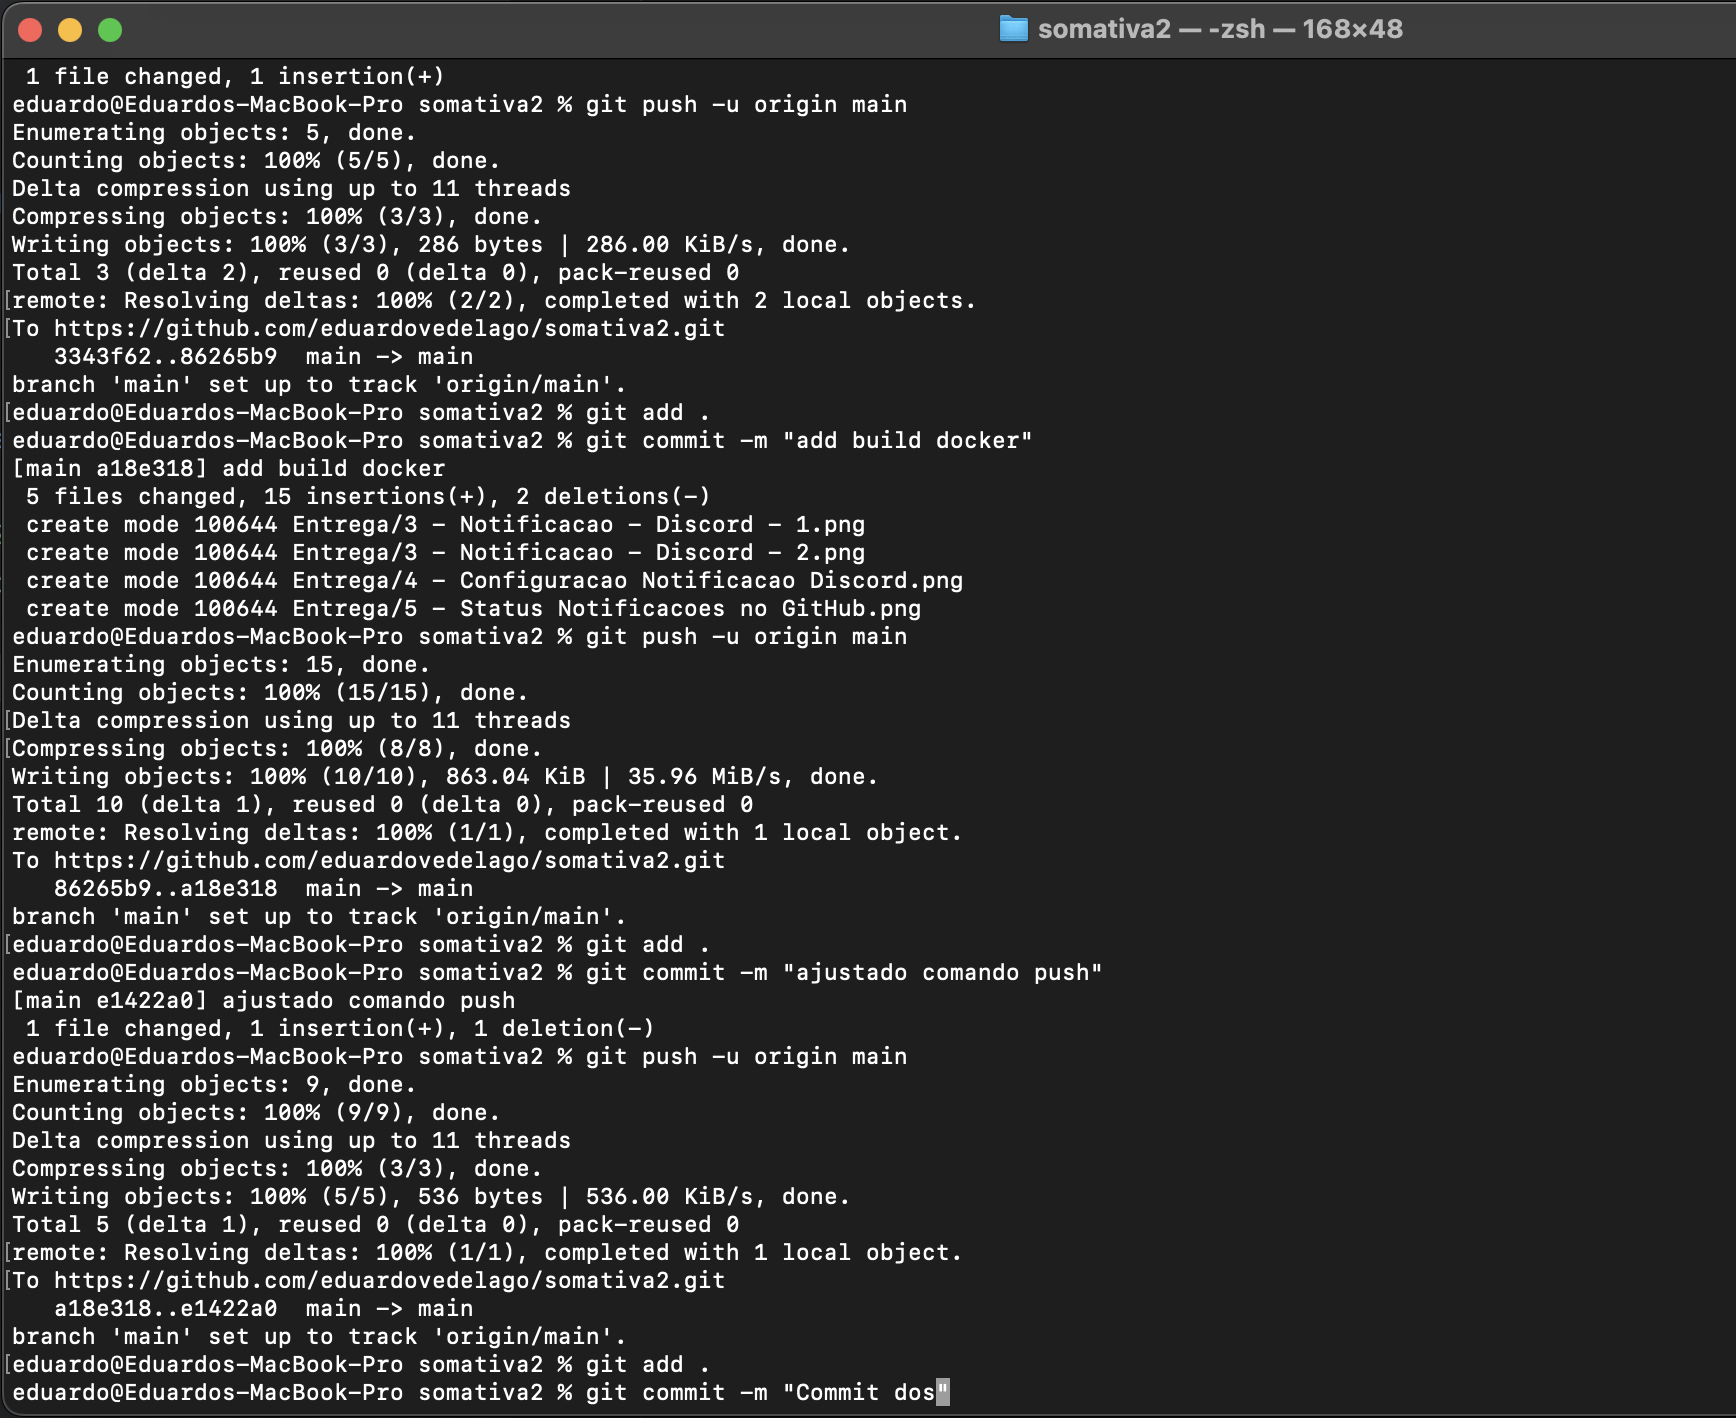 somativa2 — -zsh — 168×48
1 file changed, 1 insertion(+)
eduardo@Eduardos-MacBook-Pro somativa2 % git push -u origin main
Enumerating objects: 5, done.
Counting objects: 100% (5/5), done.
Delta compression using up to 11 threads
Compressing objects: 100% (3/3), done.
Writing objects: 100% (3/3), 286 bytes | 286.00 KiB/s, done.
Total 3 (delta 2), reused 0 (delta 0), pack-reused 0
[remote: Resolving deltas: 100% (2/2), completed with 2 local objects.
[To https://github.com/eduardovedelago/somativa2.git
   3343f62..86265b9  main -> main
branch 'main' set up to track 'origin/main'.
[eduardo@Eduardos-MacBook-Pro somativa2 % git add .
eduardo@Eduardos-MacBook-Pro somativa2 % git commit -m "add build docker"
[main a18e318] add build docker
 5 files changed, 15 insertions(+), 2 deletions(-)
 create mode 100644 Entrega/3 - Notificacao - Discord - 1.png
 create mode 100644 Entrega/3 - Notificacao - Discord - 2.png
 create mode 100644 Entrega/4 - Configuracao Notificacao Discord.png
 create mode 100644 Entrega/5 - Status Notificacoes no GitHub.png
eduardo@Eduardos-MacBook-Pro somativa2 % git push -u origin main
Enumerating objects: 15, done.
Counting objects: 100% (15/15), done.
[Delta compression using up to 11 threads
[Compressing objects: 100% (8/8), done.
Writing objects: 100% (10/10), 863.04 KiB | 35.96 MiB/s, done.
Total 10 (delta 1), reused 0 (delta 0), pack-reused 0
remote: Resolving deltas: 100% (1/1), completed with 1 local object.
To https://github.com/eduardovedelago/somativa2.git
   86265b9..a18e318  main -> main
branch 'main' set up to track 'origin/main'.
[eduardo@Eduardos-MacBook-Pro somativa2 % git add .
eduardo@Eduardos-MacBook-Pro somativa2 % git commit -m "ajustado comando push"
[main e1422a0] ajustado comando push
 1 file changed, 1 insertion(+), 1 deletion(-)
eduardo@Eduardos-MacBook-Pro somativa2 % git push -u origin main
Enumerating objects: 9, done.
Counting objects: 100% (9/9), done.
Delta compression using up to 11 threads
Compressing objects: 100% (3/3), done.
Writing objects: 100% (5/5), 536 bytes | 536.00 KiB/s, done.
Total 5 (delta 1), reused 0 (delta 0), pack-reused 0
[remote: Resolving deltas: 100% (1/1), completed with 1 local object.
[To https://github.com/eduardovedelago/somativa2.git
   a18e318..e1422a0  main -> main
branch 'main' set up to track 'origin/main'.
[eduardo@Eduardos-MacBook-Pro somativa2 % git add .
eduardo@Eduardos-MacBook-Pro somativa2 % git commit -m "Commit dos"